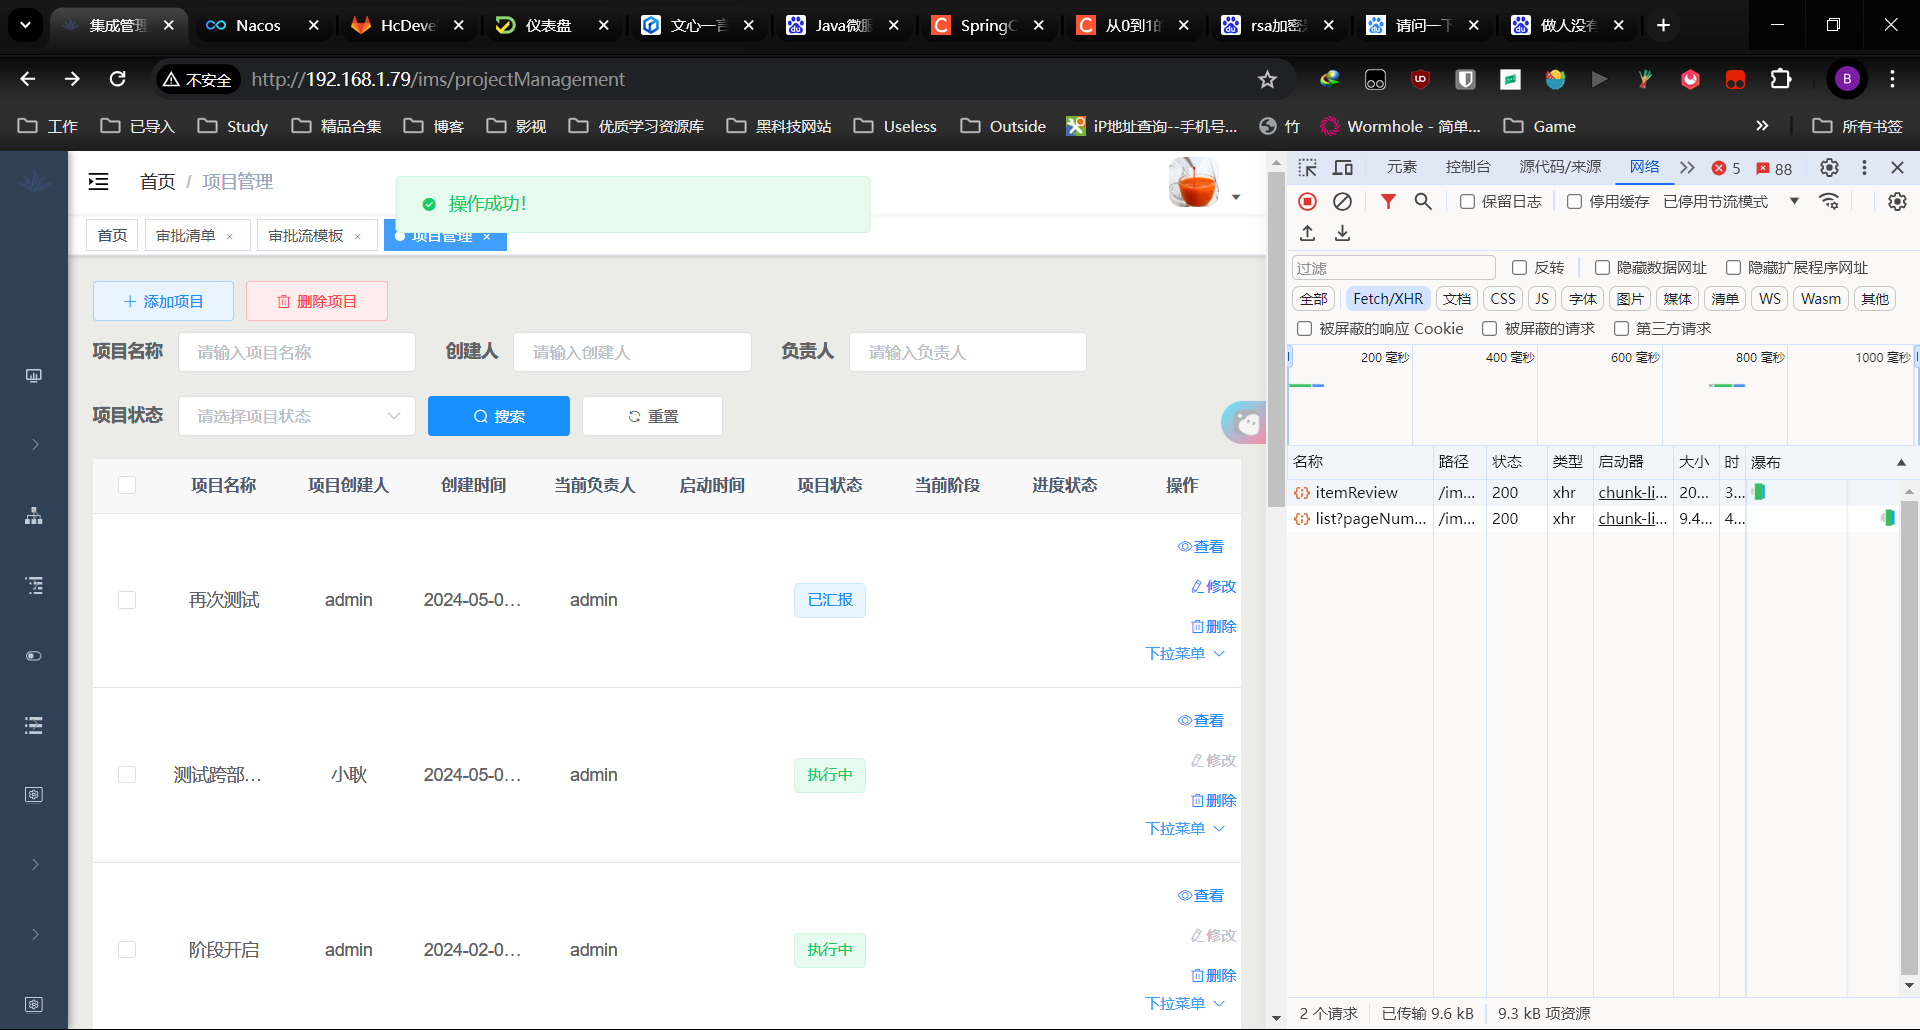 集成管理
Nacos
HcDeve
仪表盘
文心一言
Java微服
SpringC
从0到1的
rsa加密
请问一下
做人没有
不安全
http://192.168.1.79/ims/projectManagement
B
工作
已导入
Study
精品合集
博客
影视
优质学习资源库
黑科技网站
Useless
Outside
iP地址查询--手机号...
竹
Wormhole - 简单...
Game
所有书签
首页 / 项目管理
操作成功!
首页
审批清单
审批流模板
项目管理
添加项目
删除项目
项目名称 请输入项目名称
创建人 请输入创建人
负责人 请输入负责人
项目状态 请选择项目状态
搜索
重置
项目名称 项目创建人 创建时间 当前负责人 启动时间 项目状态 当前阶段 进度状态 操作
再次测试 admin 2024-05-0... admin 已汇报
查看
修改
删除
下拉菜单
测试跨部... 小耿 2024-05-0... admin 执行中
查看
修改
删除
下拉菜单
阶段开启 admin 2024-02-0... admin 执行中
查看
修改
删除
下拉菜单
元素 控制台 源代码/来源 网络 5 88
保留日志 停用缓存 已停用节流模式
过滤 反转 隐藏数据网址 隐藏扩展程序网址
全部 Fetch/XHR 文档 CSS JS 字体 图片 媒体 清单 WS Wasm 其他
被屏蔽的响应 Cookie 被屏蔽的请求 第三方请求
200 毫秒 400 毫秒 600 毫秒 800 毫秒 1000 毫秒
名称 路径 状态 类型 启动器 大小 时 瀑布
itemReview /im... 200 xhr chunk-li... 20... 3...
list?pageNum... /im... 200 xhr chunk-li... 9.4... 4...
2 个请求 已传输 9.6 kB 9.3 kB 项资源